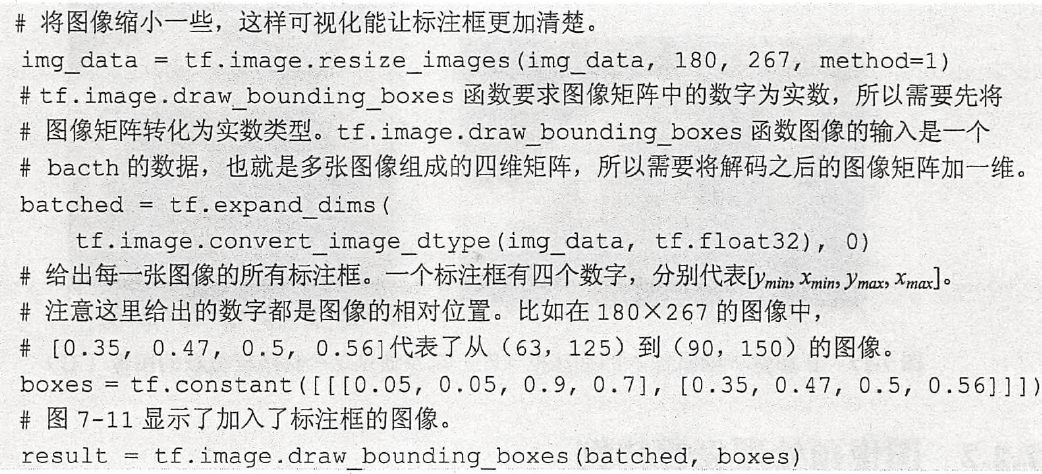 # 将图像缩小一些，这样可视化能让标注框更加清楚。
img_data = tf.image.resize_images(img_data, 180, 267, method=1)
# tf.image.draw_bounding_boxes 函数要求图像矩阵中的数字为实数，所以需要先将
# 图像矩阵转化为实数类型。tf.image.draw_bounding_boxes 函数图像的输入是一个
# bacth 的数据，也就是多张图像组成的四维矩阵，所以需要将解码之后的图像矩阵加一维。
batched = tf.expand_dims(
    tf.image.convert_image_dtype(img_data, tf.float32), 0)
# 给出每一张图像的所有标注框。一个标注框有四个数字，分别代表[ymin, xmin, ymax, xmax]。
# 注意这里给出的数字都是图像的相对位置。比如在 180×267 的图像中，
# [0.35, 0.47, 0.5, 0.56]代表了从（63, 125）到（90, 150）的图像。
boxes = tf.constant([[[0.05, 0.05, 0.9, 0.7], [0.35, 0.47, 0.5, 0.56]]])
# 图 7-11 显示了加入了标注框的图像。
result = tf.image.draw_bounding_boxes(batched, boxes)